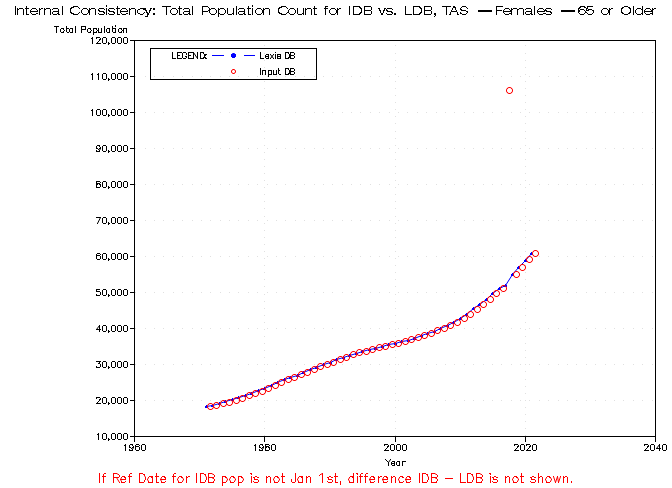 Internal Consistency: Total Population Count for IDB vs. LDB, TAS —Females —65 or Older
Total Population
120,000
LEGEND: Lexis DB
Input DB
110,000
100,000
90,000
80,000
70,000
60,000
50,000
40,000
30,000
20,000
10,000
1960 1980 2000 2020 2040
Year
If Ref Date for IDB pop is not Jan 1st, difference IDB – LDB is not shown.